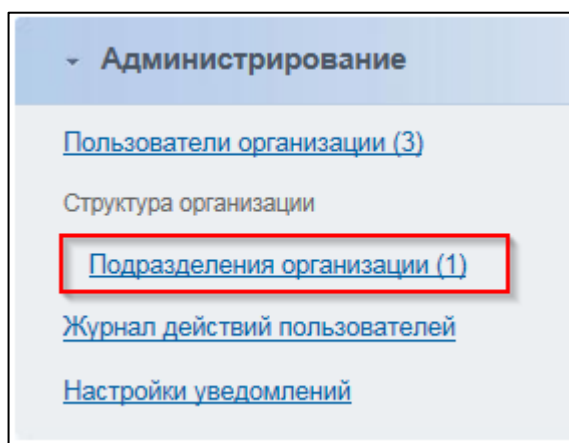 Администрирование
Пользователи организации (3)
Структура организации
Подразделения организации (1)
Журнал действий пользователей
Настройки уведомлений